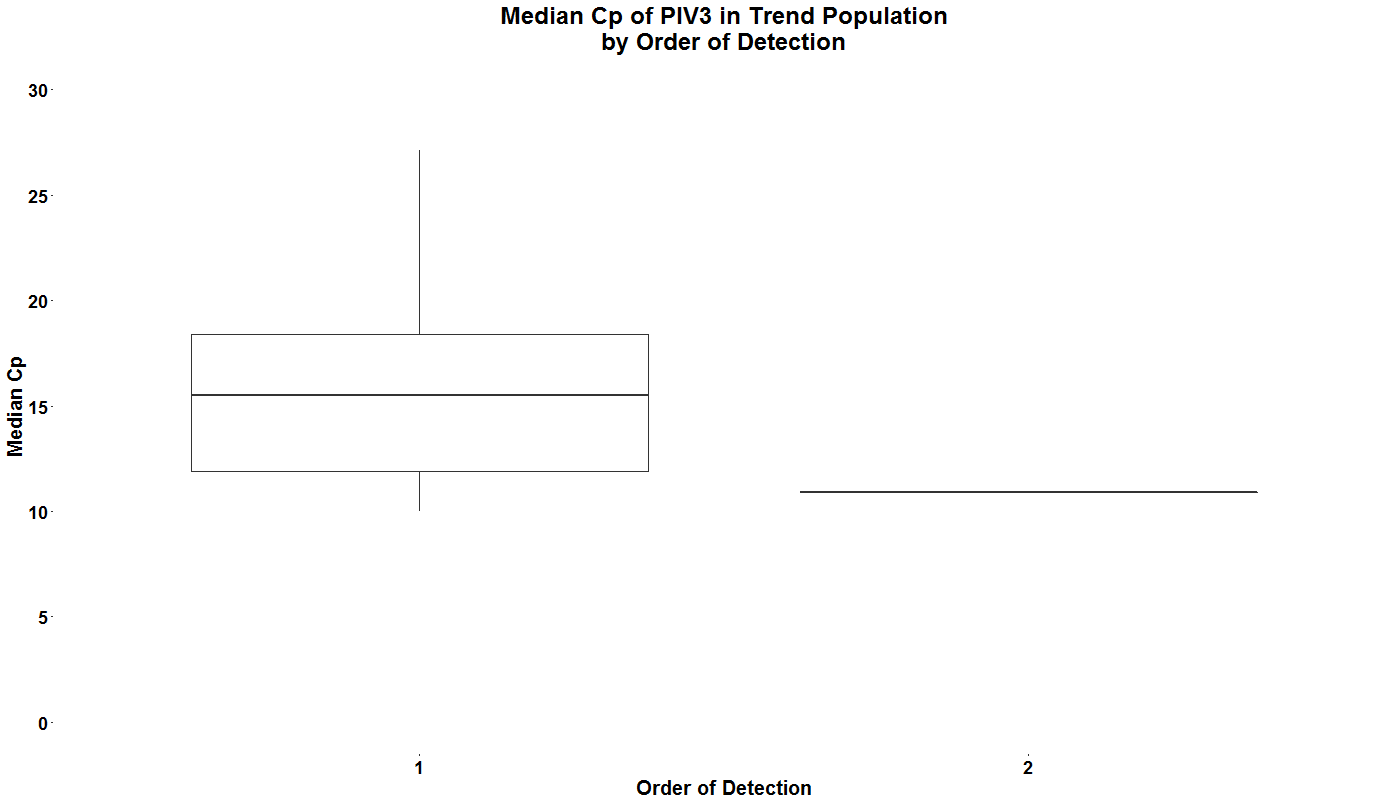 Median Cp of PIV3 in Trend Population
by Order of Detection
30
25
20
15
10
5
0
Median Cp
1
2
Order of Detection